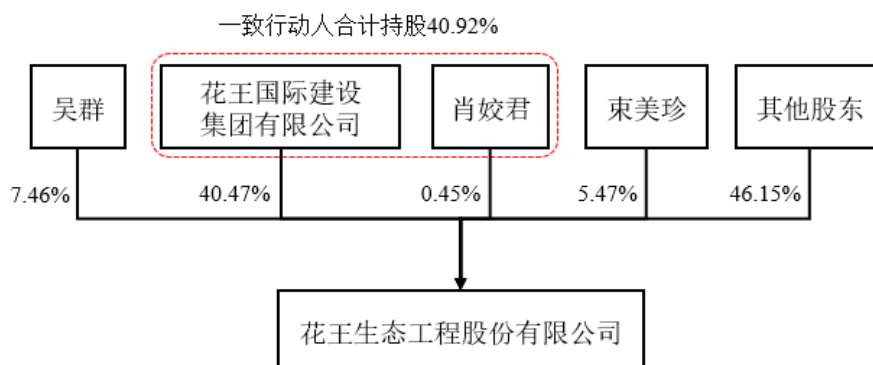 一致行动人合计持股40.92%
吴群
花王国际建设
集团有限公司
肖姣君
束美珍
其他股东
7.46%
40.47%
0.45%
5.47%
46.15%
花王生态工程股份有限公司